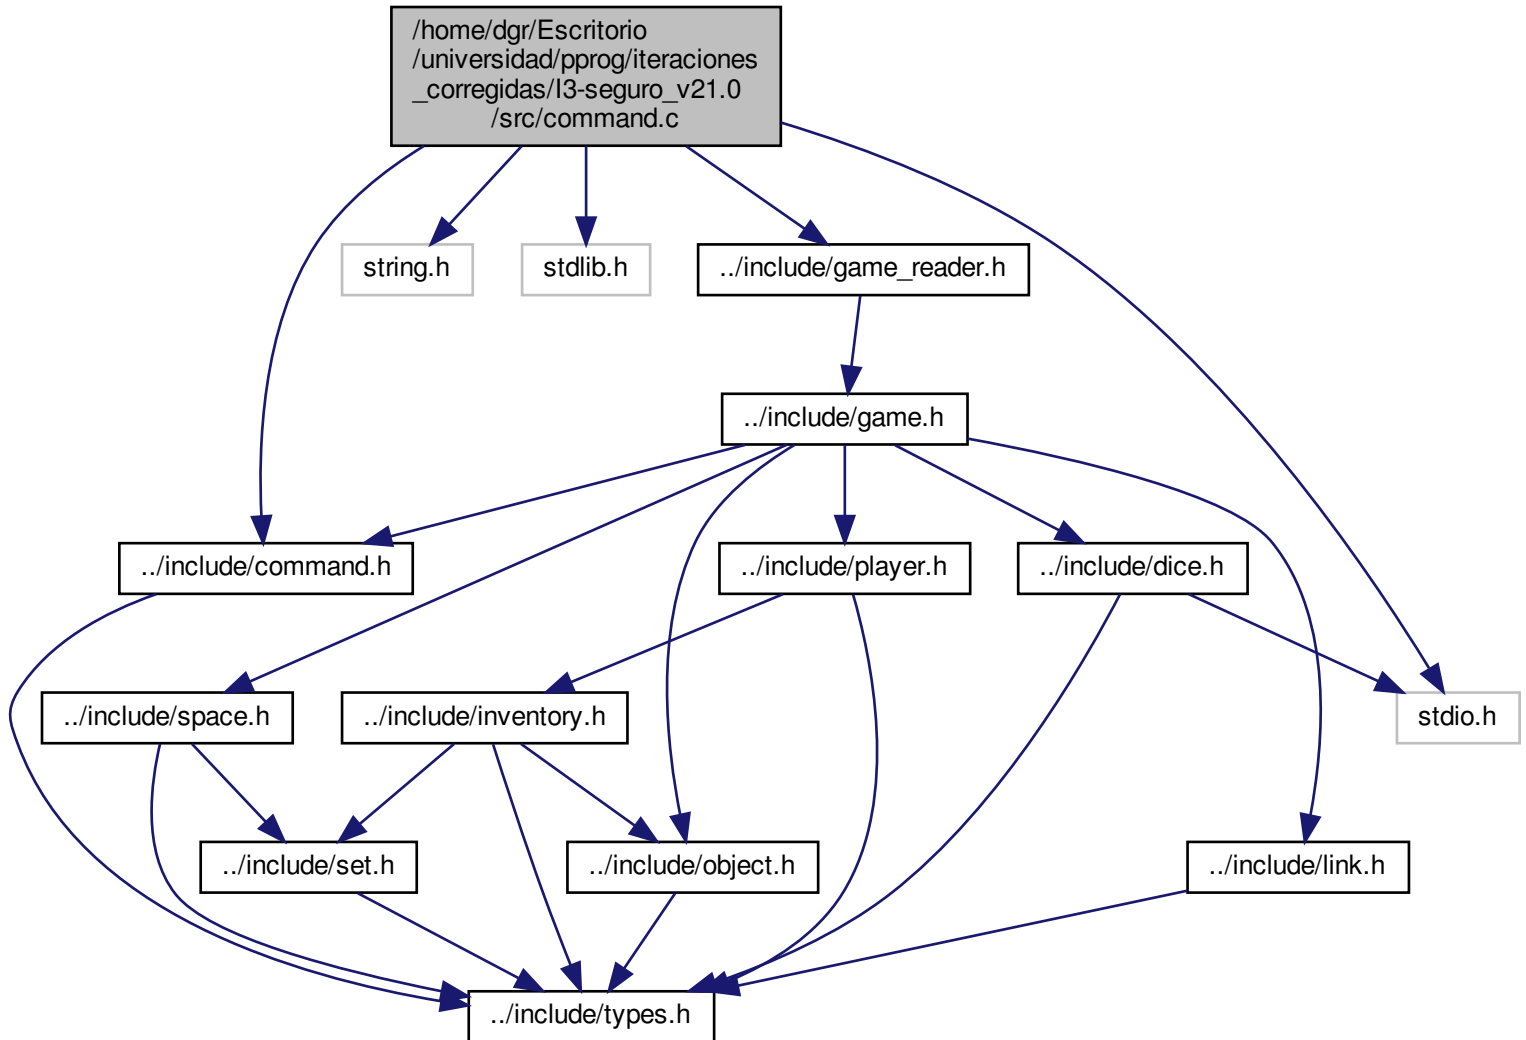 /home/dgr/Escritorio
/universidad/pprog/iteraciones
_corregidas/I3-seguro_v21.0
/src/command.c
string.h
stdlib.h
../include/game_reader.h
../include/game.h
../include/command.h
../include/player.h
../include/dice.h
../include/space.h
../include/inventory.h
stdio.h
../include/set.h
../include/object.h
../include/link.h
../include/types.h